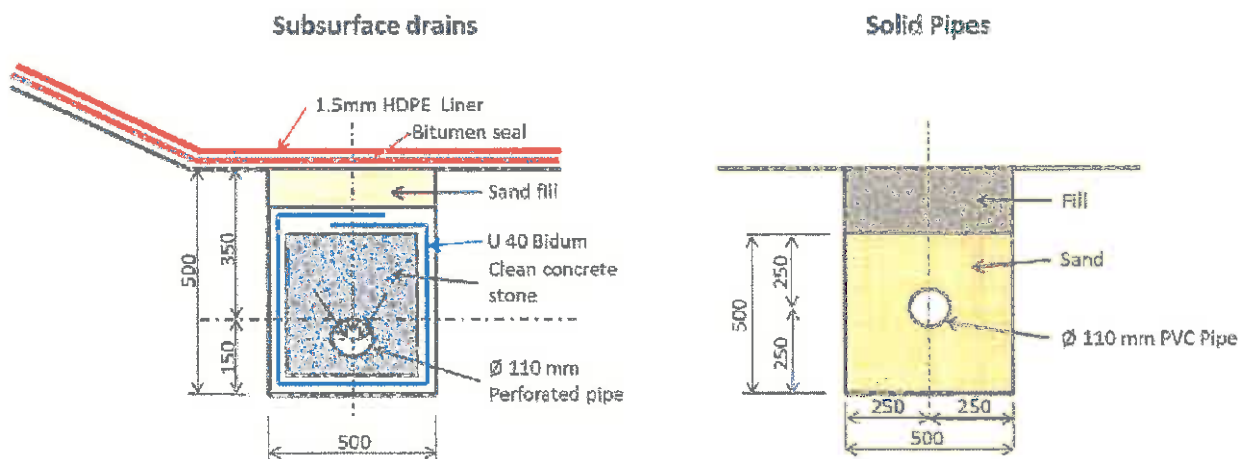 Subsurface drains
1.5mm HDPE Liner
Bitumen seal
Sand fill
U 40 Bidum
Clean concrete
stone
Ø 110 mm
Perforated pipe
500
350
150
500
Solid Pipes
Fill
Sand
Ø 110 mm PVC Pipe
500
250
250
250
250
500